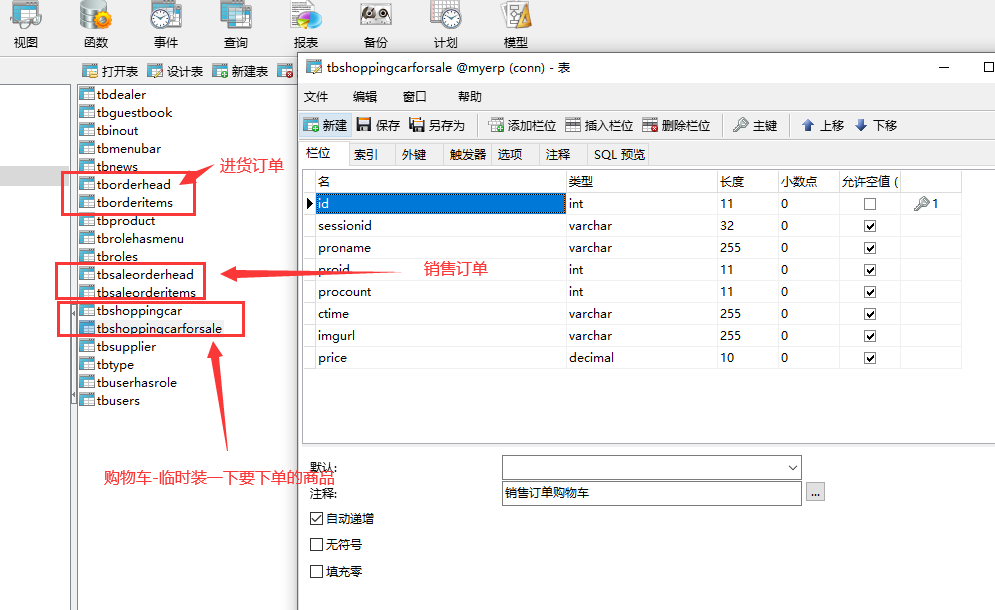 视图 函数 事件 查询 报表 备份 计划 模型
打开表 设计表 新建表
tbshoppingcarforsale @myerp (conn) - 表
文件 编辑 窗口 帮助
新建 保存 另存为 添加栏位 插入栏位 删除栏位 主键 上移 下移
栏位 索引 外键 触发器 选项 注释 SQL 预览
tbdealer
tbguestbook
tbinout
tbmenubar
tbnews
tborderhead
tborderitems
tbproduct
tbrolehasmenu
tbroles
tbsaleorderhead
tbsaleorderitems
tbshoppingcar
tbshoppingcarforsale
tbsupplier
tbtype
tbuserhasrole
tbusers
进货订单
销售订单
购物车-临时装一下要下单的商品
名 类型 长度 小数点 允许空值 (
id int 11 0 1
sessionid varchar 32 0
proname varchar 255 0
proid int 11 0
procount int 11 0
ctime varchar 255 0
imgurl varchar 255 0
price decimal 10 0
默认:
注释: 销售订单购物车 ...
自动递增
无符号
填充零